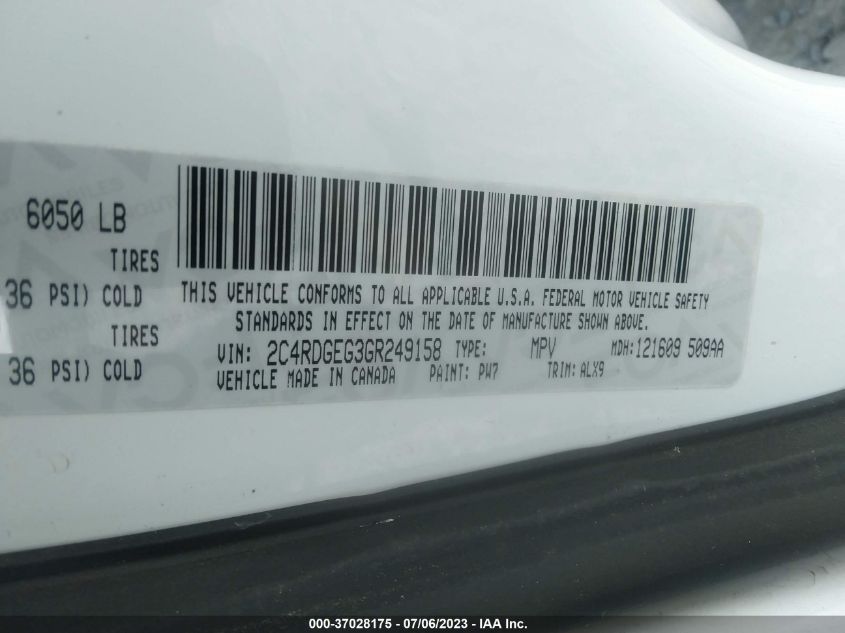 6050 LB
TIRES
36 PSI) COLD
TIRES
36 PSI) COLD
THIS VEHICLE CONFORMS TO ALL APPLICABLE U.S.A. FEDERAL MOTOR VEHICLE SAFETY
STANDARDS IN EFFECT ON THE DATE OF MANUFACTURE SHOWN ABOVE.
VIN: 2C4RDGEG3GR249158 TYPE: MPV MDH:121609 509AA
VEHICLE MADE IN CANADA PAINT: PW7 TRIM: ALX9
000-37028175 - 07/06/2023 - IAA Inc.